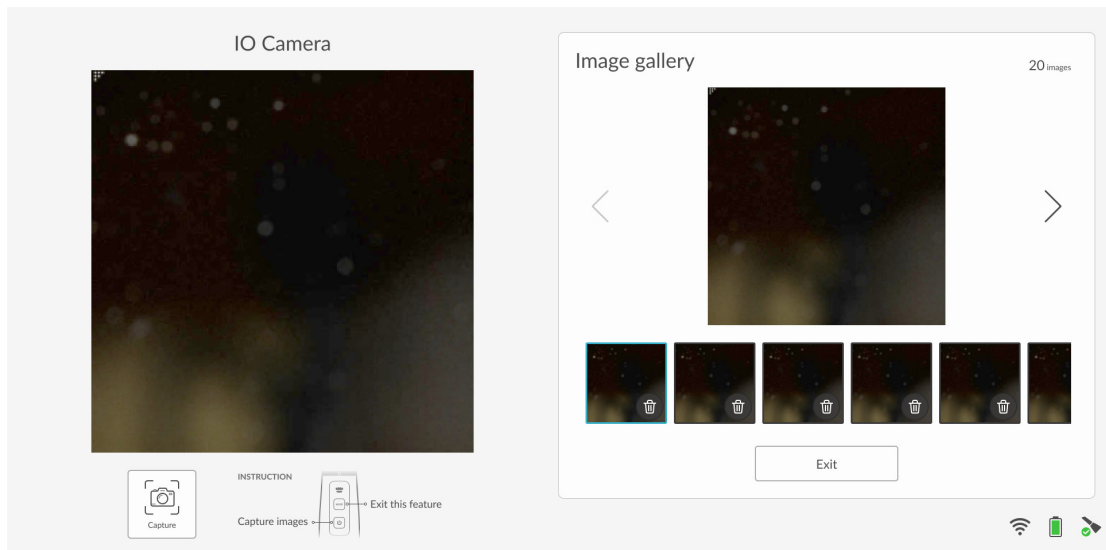 IO Camera
Image gallery
20 images
Exit
Capture
INSTRUCTION
Exit this feature
Capture images